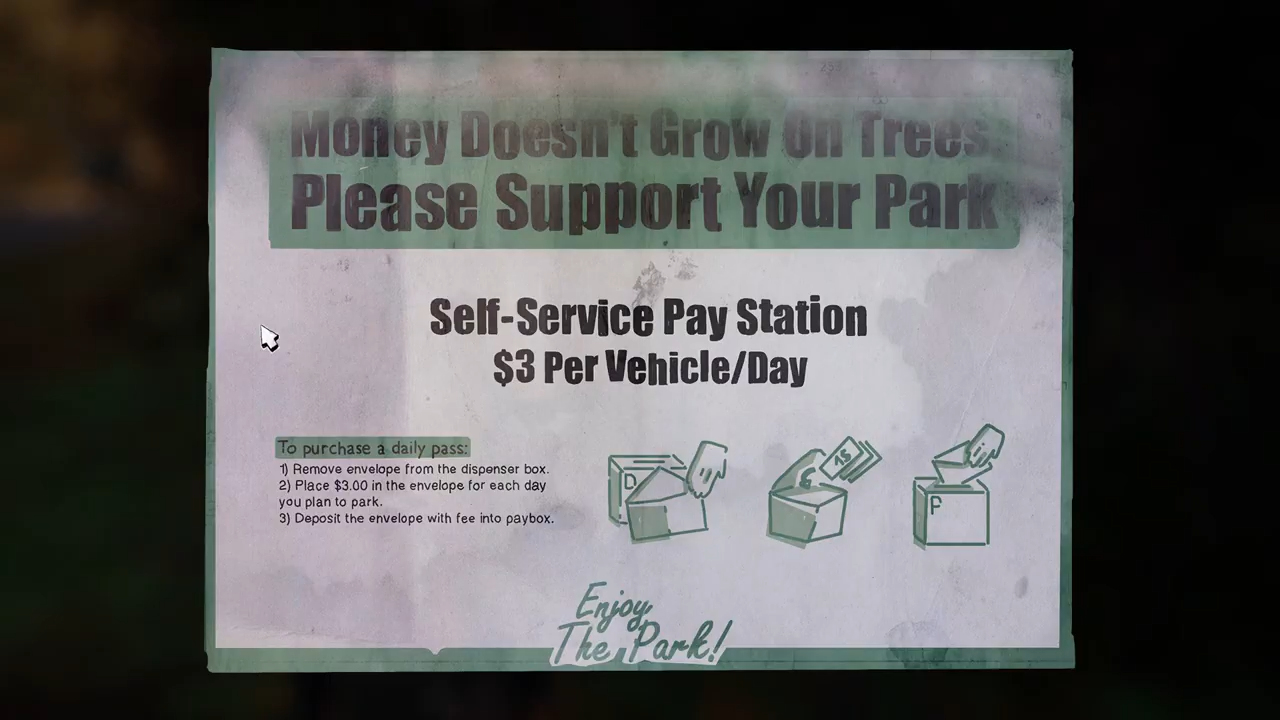 Money Doesn't Grow On Trees
Please Support Your Park
Self-Service Pay Station
$3 Per Vehicle/Day
To purchase a daily pass:
1) Remove envelope from the dispenser box.
2) Place $3.00 in the envelope for each day
you plan to park.
3) Deposit the envelope with fee into paybox.
D
P
Enjoy
The Park!